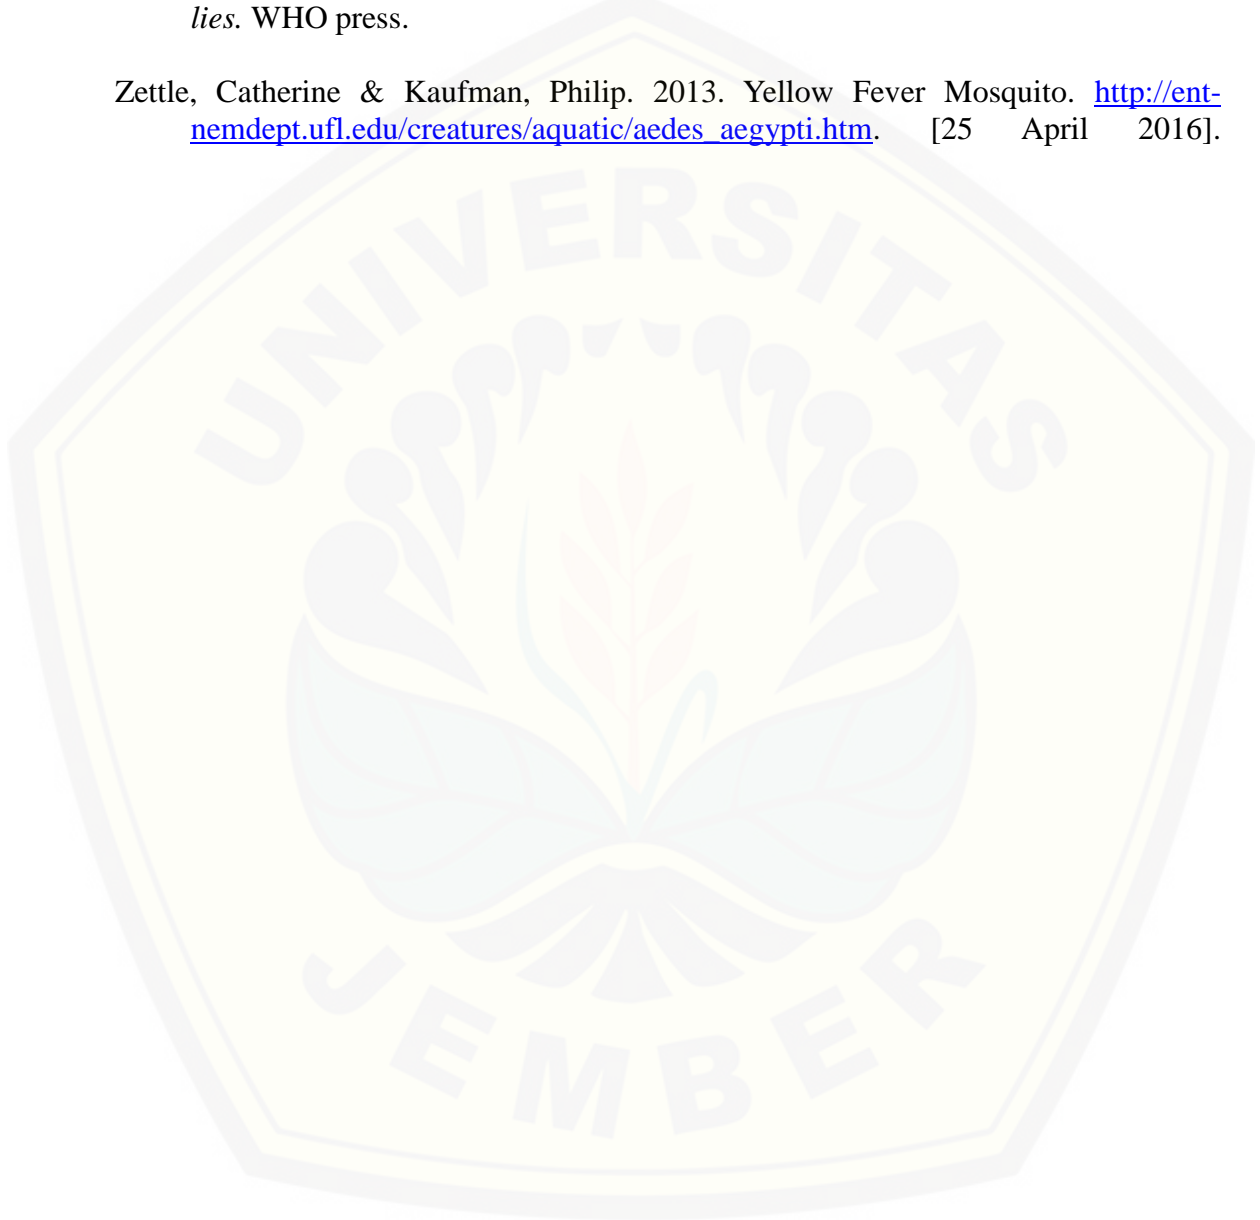 lies. WHO press.
Zettle, Catherine & Kaufman, Philip. 2013. Yellow Fever Mosquito. http://ent-
nemdept.ufl.edu/creatures/aquatic/aedes_aegypti.htm. [25 April 2016].
UNIVERSITAS
JEMBER